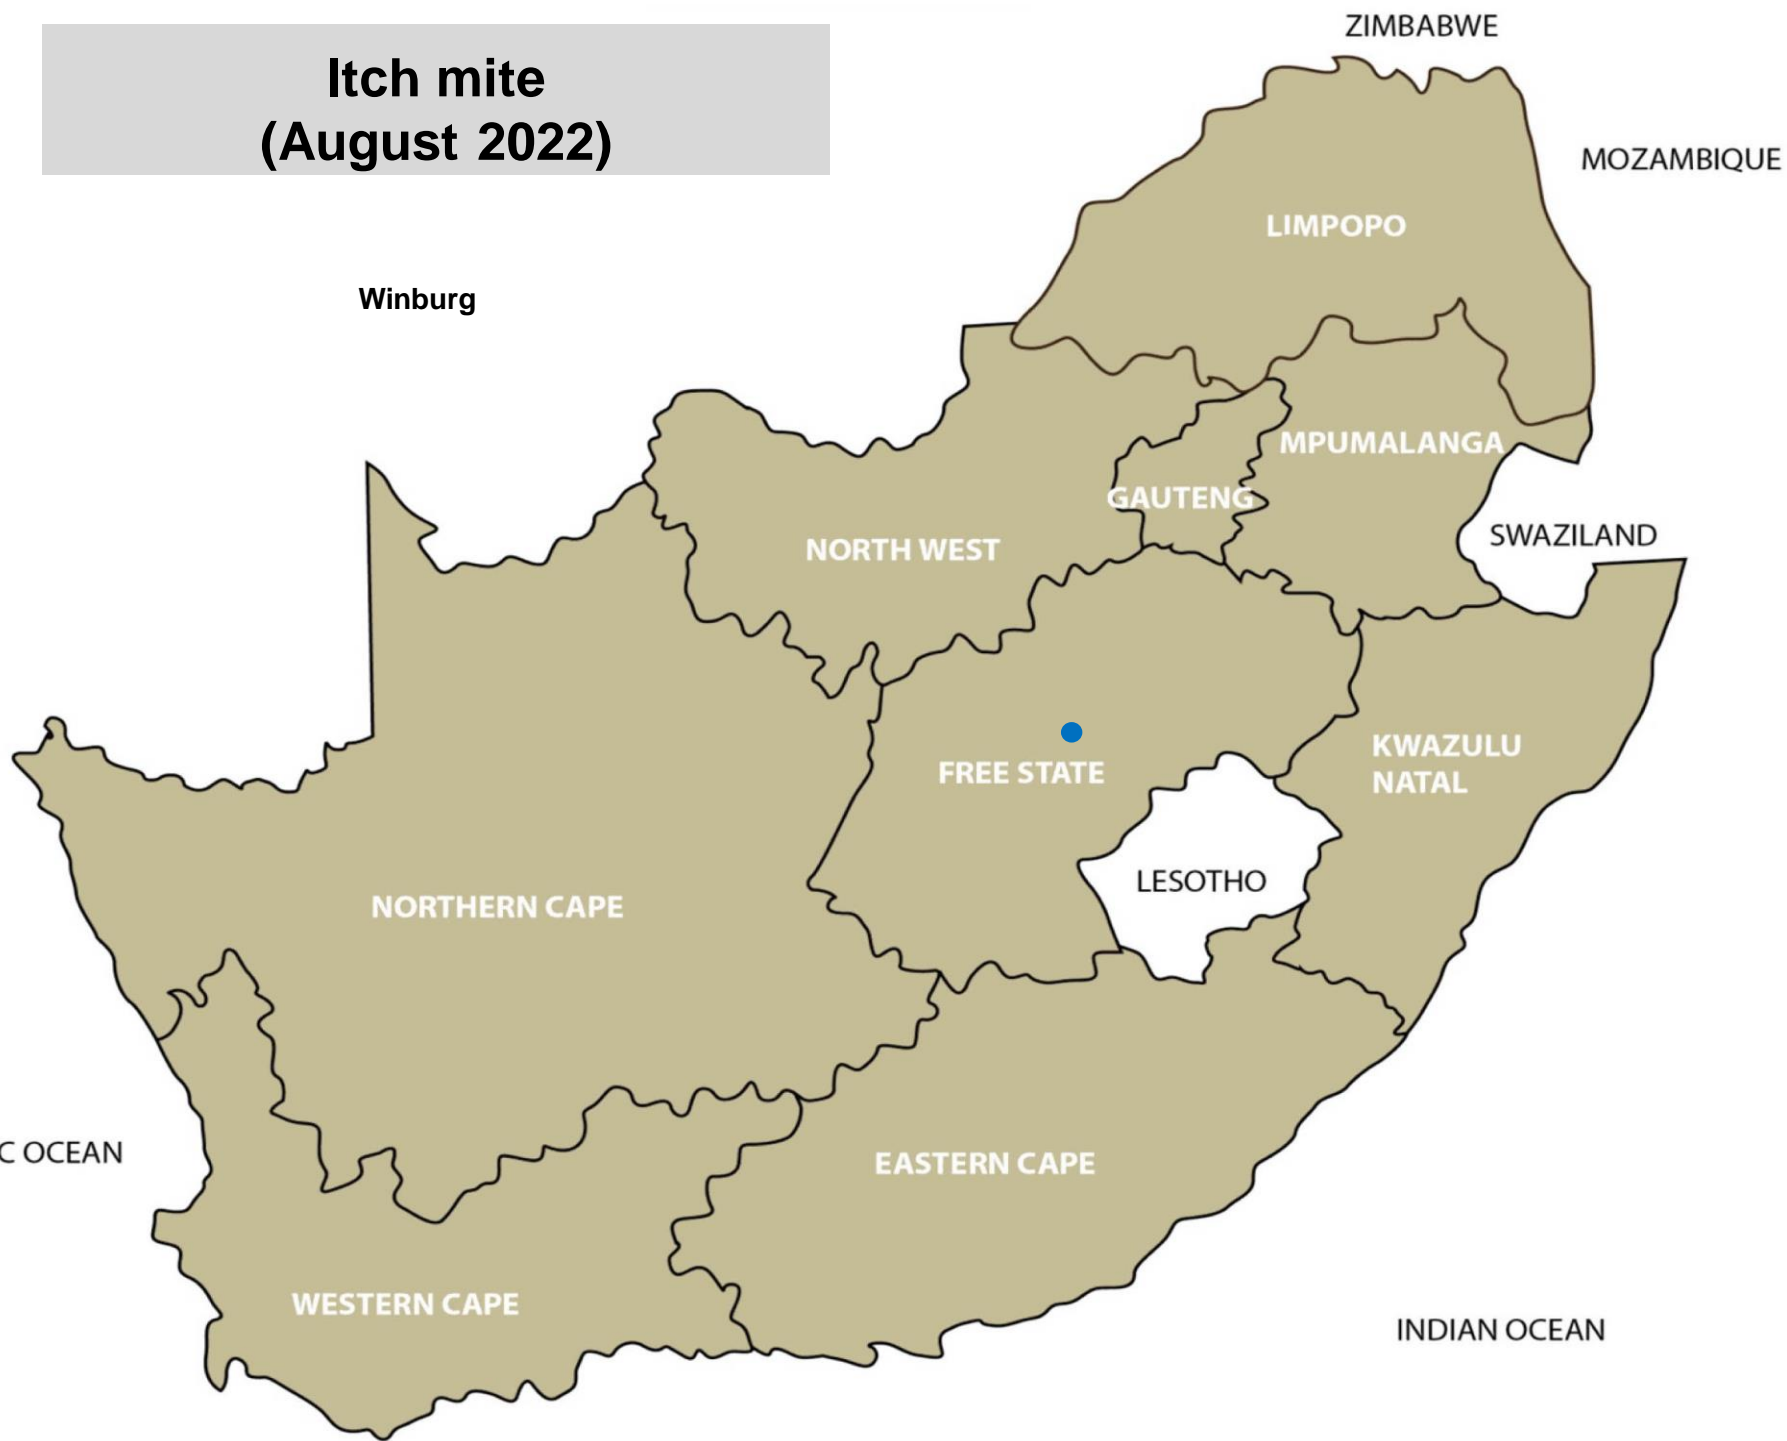 Itch mite
(August 2022)
ZIMBABWE
MOZAMBIQUE
LIMPOPO
Winburg
MPUMALANGA
GAUTENG
SWAZILAND
NORTH WEST
KWAZULU
NATAL
FREE STATE
LESOTHO
NORTHERN CAPE
C OCEAN
EASTERN CAPE
WESTERN CAPE
INDIAN OCEAN